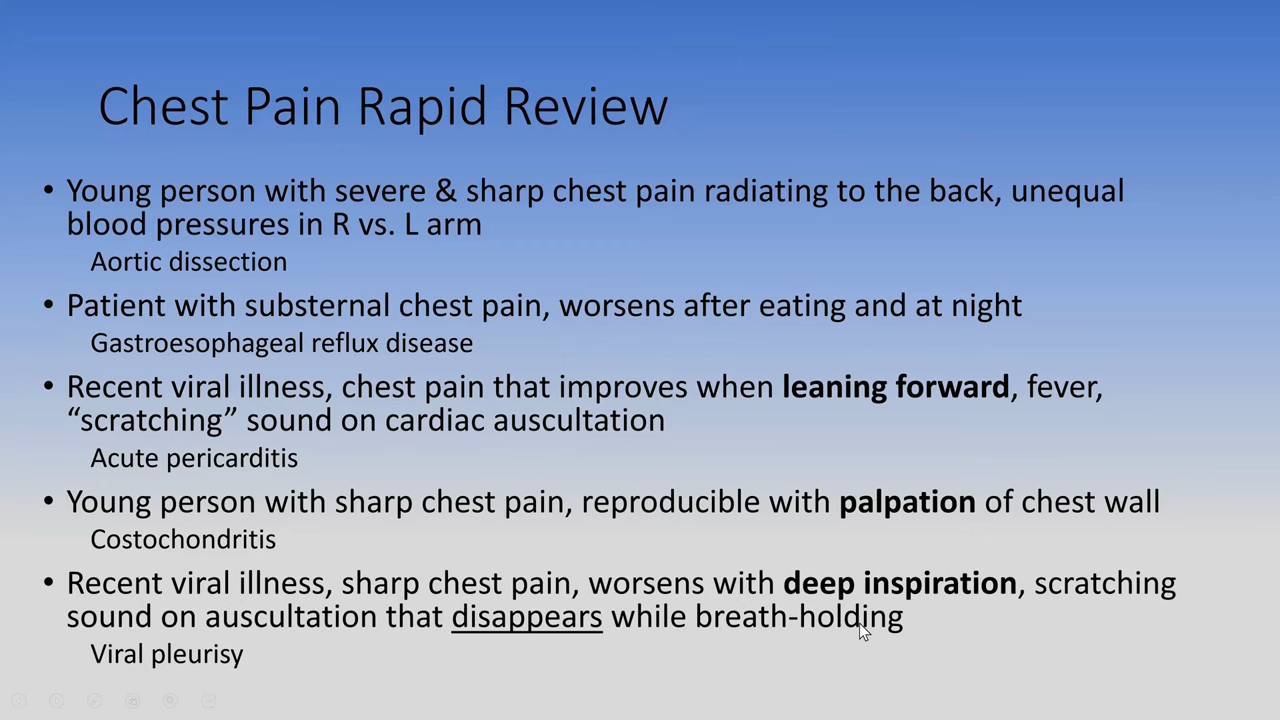 Chest Pain Rapid Review
• Young person with severe & sharp chest pain radiating to the back, unequal
blood pressures in R vs. L arm
Aortic dissection
• Patient with substernal chest pain, worsens after eating and at night
Gastroesophageal reflux disease
• Recent viral illness, chest pain that improves when leaning forward, fever,
“scratching” sound on cardiac auscultation
Acute pericarditis
• Young person with sharp chest pain, reproducible with palpation of chest wall
Costochondritis
• Recent viral illness, sharp chest pain, worsens with deep inspiration, scratching
sound on auscultation that disappears while breath-holding
Viral pleurisy